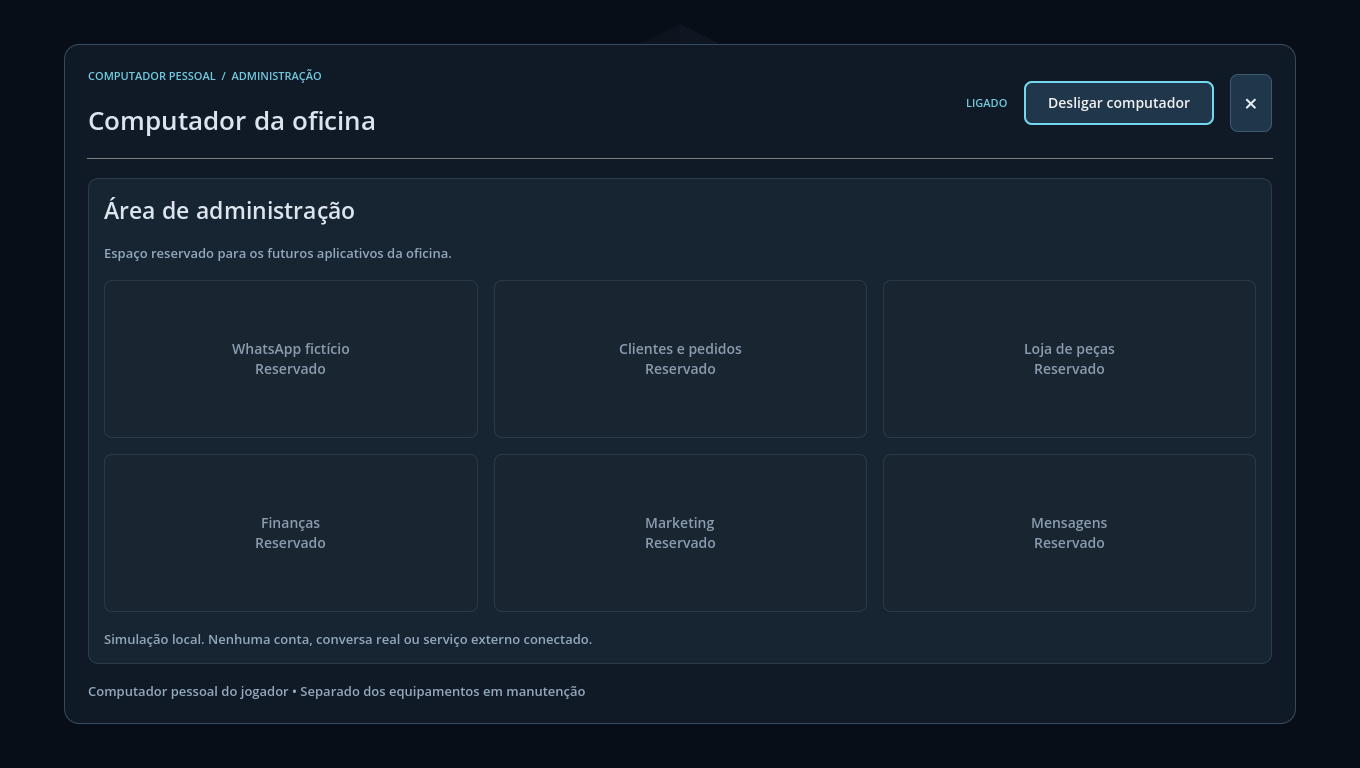 COMPUTADOR PESSOAL / ADMINISTRAÇÃO
Computador da oficina
LIGADO
Desligar computador
×
Área de administração
Espaço reservado para os futuros aplicativos da oficina.
WhatsApp fictício
Reservado
Clientes e pedidos
Reservado
Loja de peças
Reservado
Finanças
Reservado
Marketing
Reservado
Mensagens
Reservado
Simulação local. Nenhuma conta, conversa real ou serviço externo conectado.
Computador pessoal do jogador • Separado dos equipamentos em manutenção